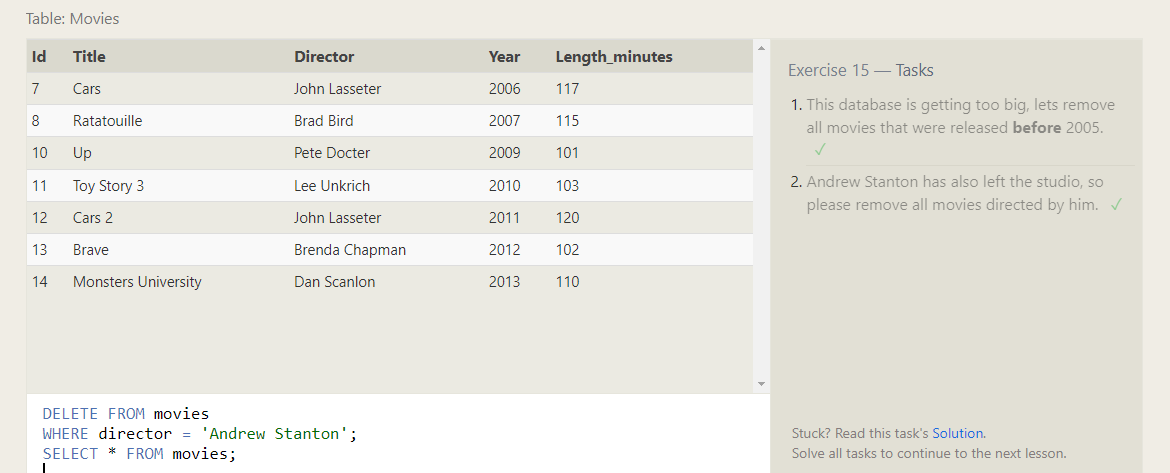 Table: Movies
Id Title Director Year Length_minutes
7 Cars John Lasseter 2006 117
8 Ratatouille Brad Bird 2007 115
10 Up Pete Docter 2009 101
11 Toy Story 3 Lee Unkrich 2010 103
12 Cars 2 John Lasseter 2011 120
13 Brave Brenda Chapman 2012 102
14 Monsters University Dan Scanlon 2013 110
DELETE FROM movies
WHERE director = 'Andrew Stanton';
SELECT * FROM movies;
Exercise 15 — Tasks
1. This database is getting too big, lets remove
all movies that were released before 2005.
✓
2. Andrew Stanton has also left the studio, so
please remove all movies directed by him. ✓
Stuck? Read this task's Solution.
Solve all tasks to continue to the next lesson.